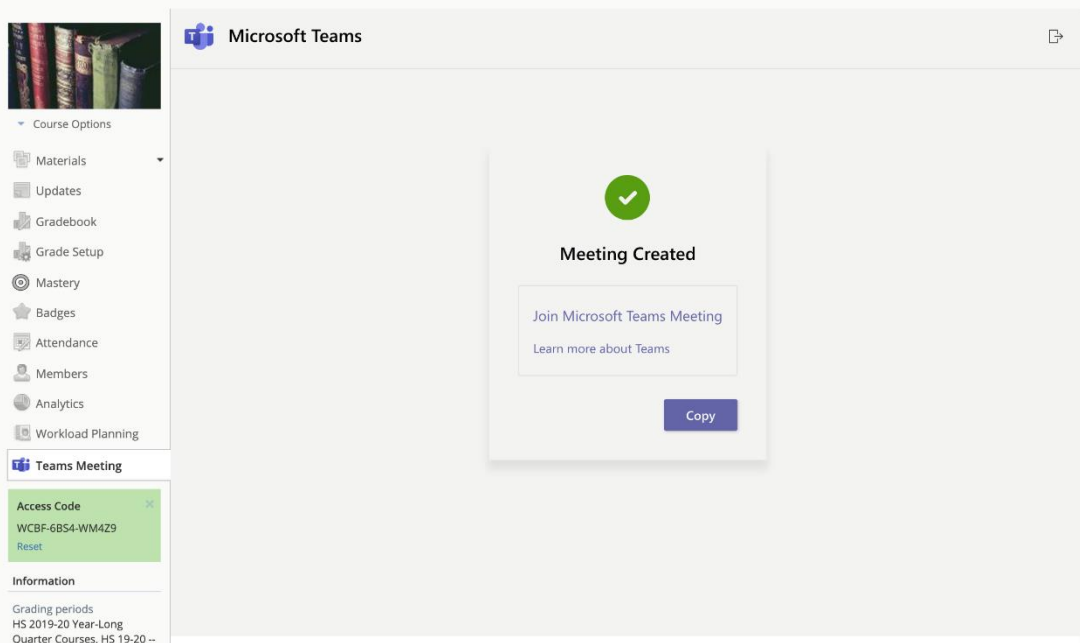 Microsoft Teams
Course Options
Materials
Updates
Gradebook
Grade Setup
Mastery
Badges
Attendance
Members
Analytics
Workload Planning
Teams Meeting
Access Code
WCBF-6BS4-WM4Z9
Reset
Information
Grading periods
HS 2019-20 Year-Long
Quarter Courses, HS 19-20 --
Meeting Created
Join Microsoft Teams Meeting
Learn more about Teams
Copy